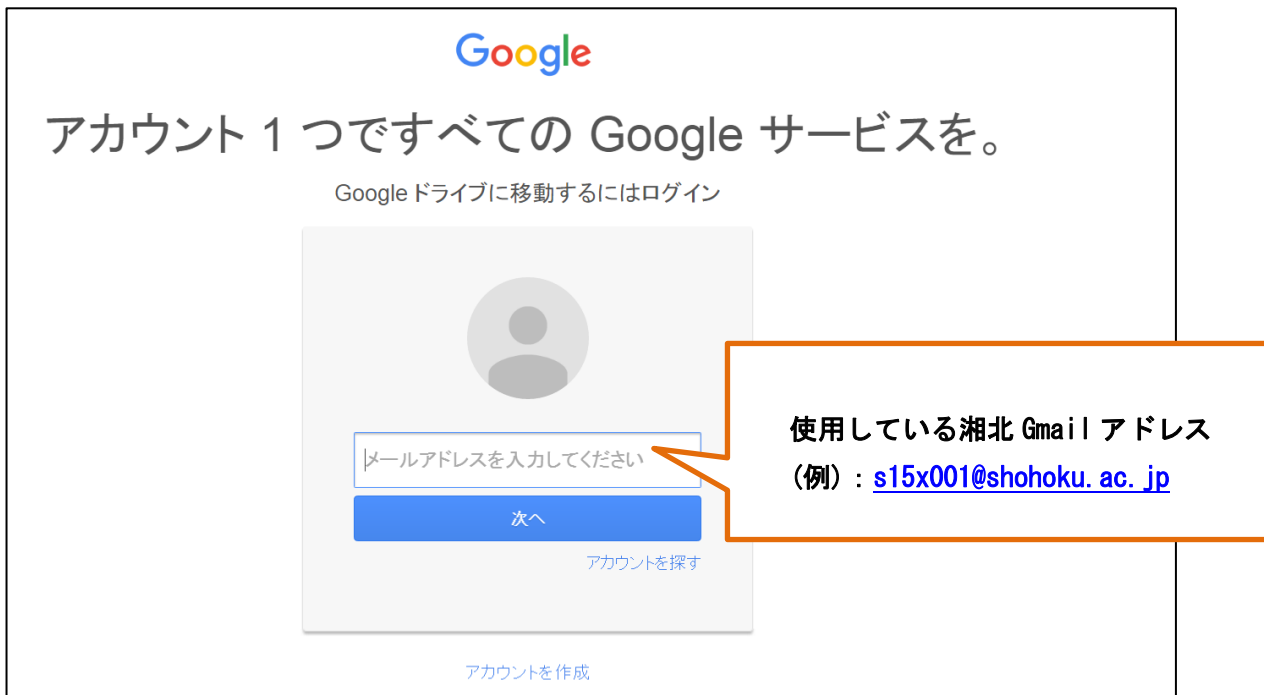 Google
アカウント 1 つですべての Google サービスを。
Google ドライブに移動するにはログイン
メールアドレスを入力してください
次へ
アカウントを探す
アカウントを作成
使用している湘北 Gmail アドレス
(例)：s15x001@shohoku.ac.jp